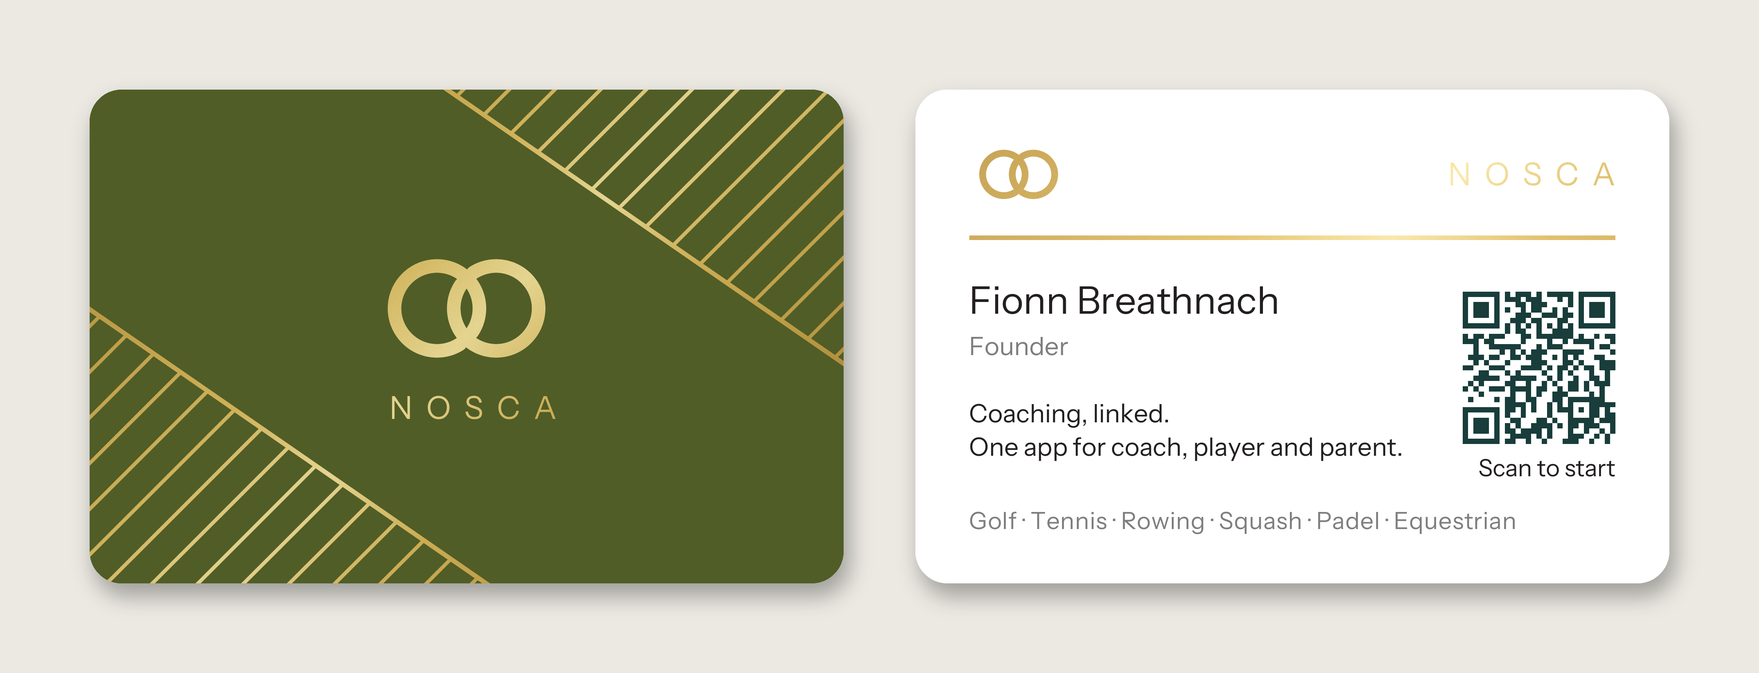 NOSCA
NOSCA
Fionn Breathnach
Founder
Coaching, linked.
One app for coach, player and parent.
Scan to start
Golf · Tennis · Rowing · Squash · Padel · Equestrian